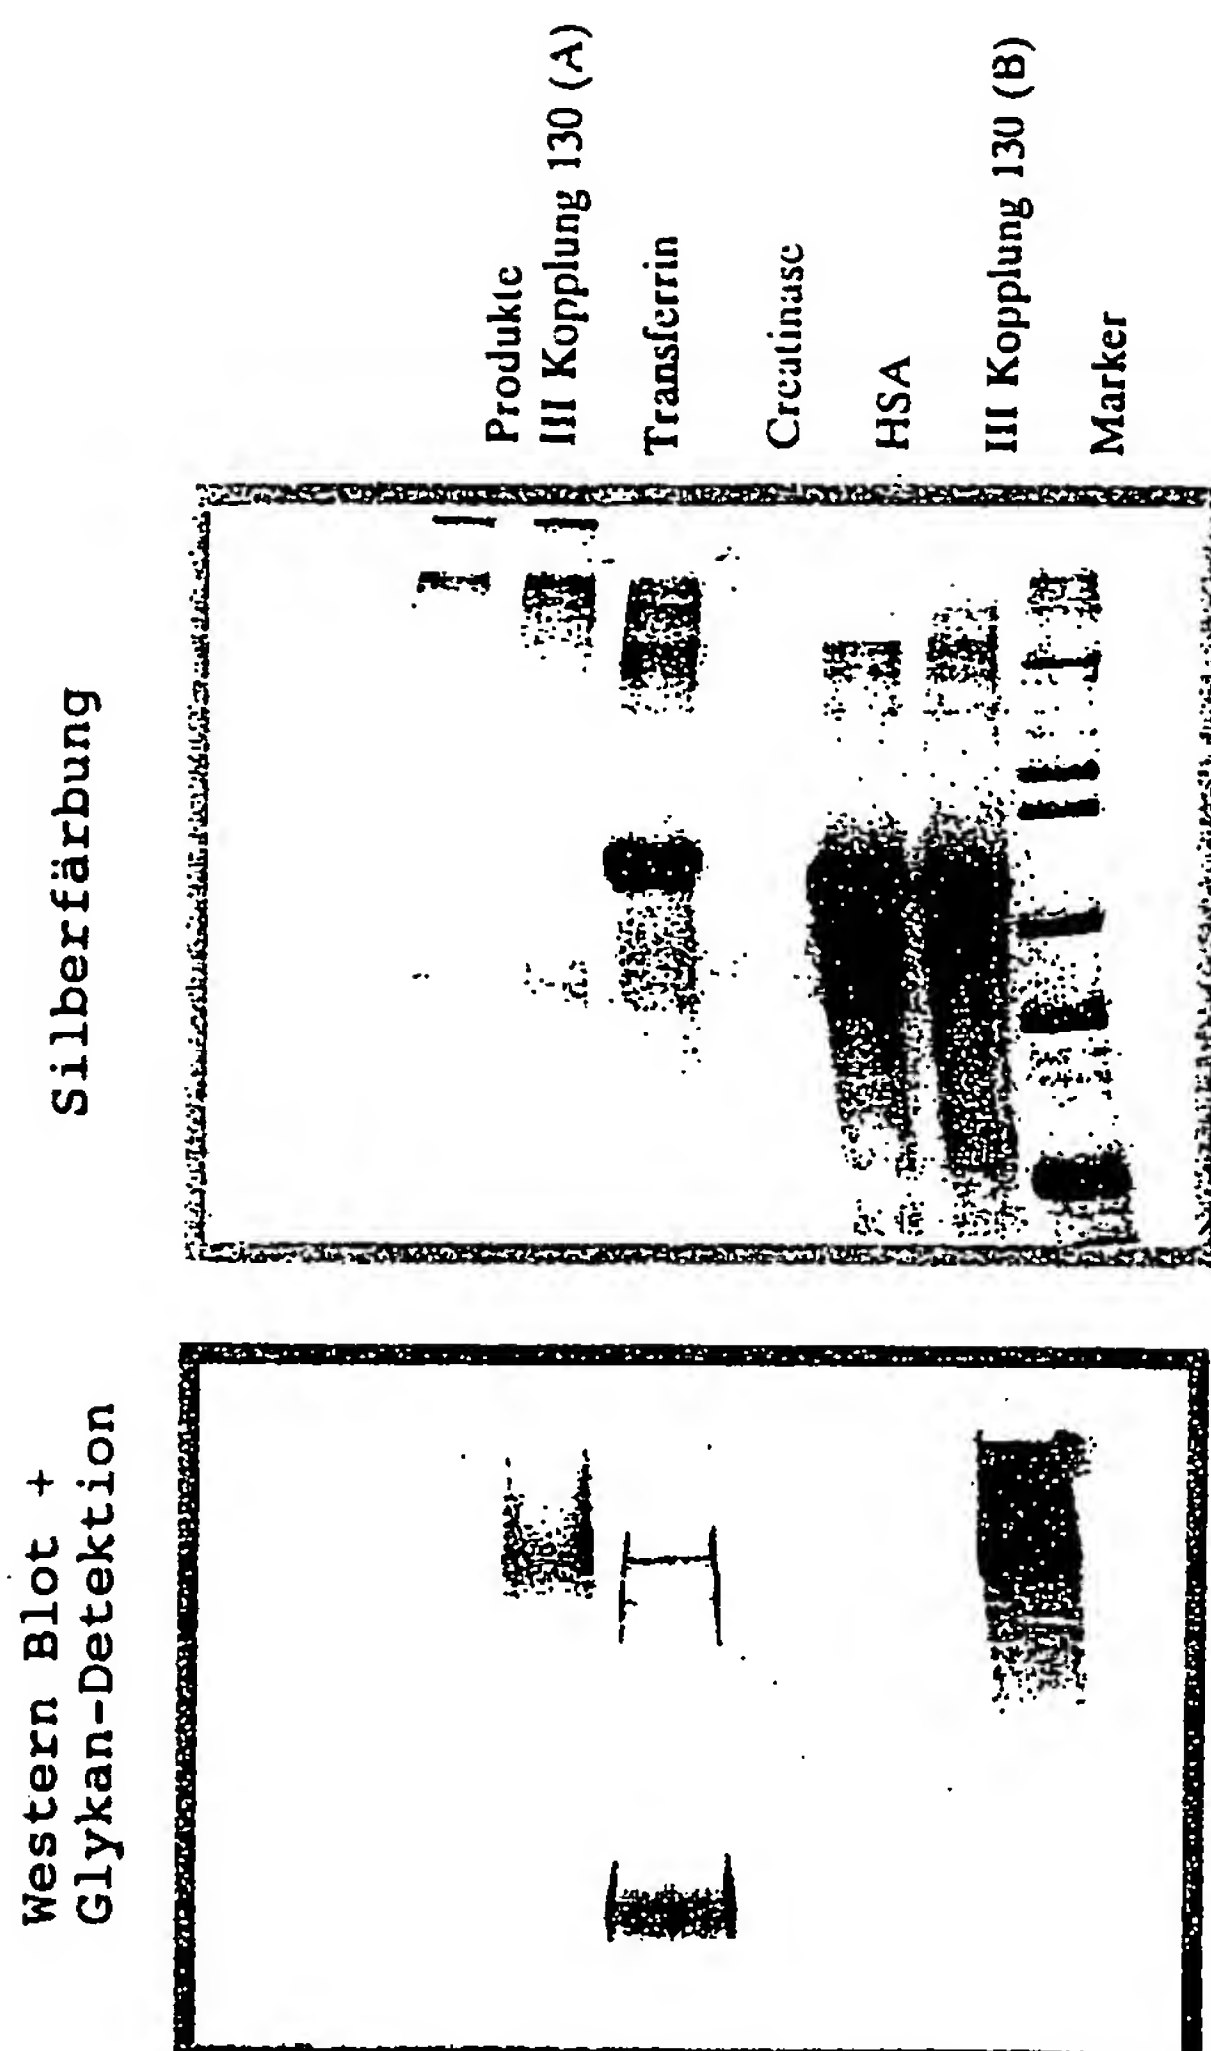 Western Blot +
Glykan-Detektion
Silberfärbung
Produkte
III Kopplung 130 (A)
Transferrin
Creatinase
HSA
III Kopplung 130 (B)
Marker